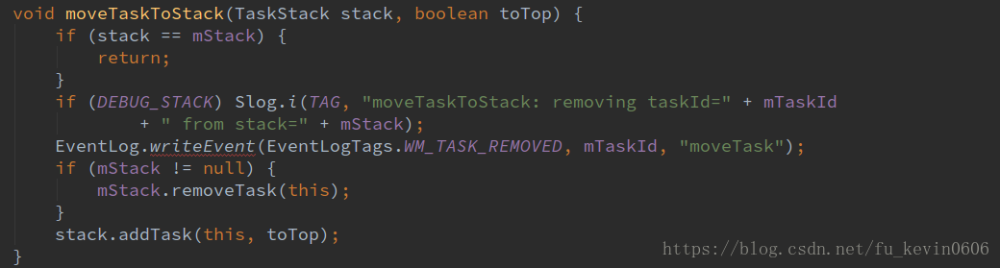 void moveTaskToStack(TaskStack stack, boolean toTop) {
if (stack == mStack) {
return;
}
if (DEBUG_STACK) Slog.i(TAG, "moveTaskToStack: removing taskId=" + mTaskId
+ " from stack=" + mStack);
EventLog.writeEvent(EventLogTags.WM_TASK_REMOVED, mTaskId, "moveTask");
if (mStack != null) {
mStack.removeTask(this);
}
stack.addTask(this, toTop);
}
https://blog.csdn.net/fu_kevin0606